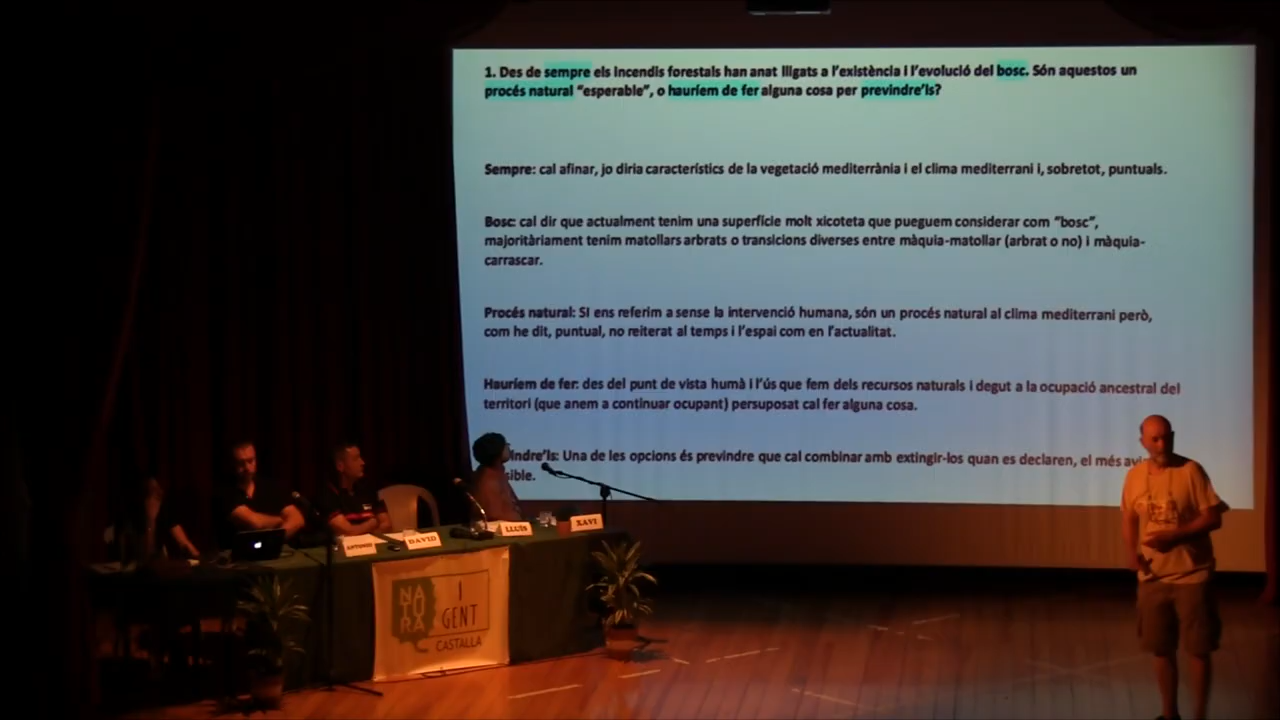 1. Des de sempre els incendis forestals han anat lligats a l'existència i l'evolució del bosc. Són aquestos un
procés natural "esperable", o hauríem de fer alguna cosa per previndre'ls?
Sempre: cal afinar, jo diria característics de la vegetació mediterrània i el clima mediterrani i, sobretot, puntuals.
Bosc: cal dir que actualment tenim una superfície molt xicoteta que pueguem considerar com "bosc",
majoritàriament tenim matollars arbrats o transicions diverses entre màquia-matollar (arbrat o no) i màquia-
carrascar.
Procés natural: SI ens referim a sense la intervenció humana, són un procés natural al clima mediterrani però,
com he dit, puntual, no reiterat al temps i l'espai com en l'actualitat.
Hauríem de fer: des del punt de vista humà i l'ús que fem dels recursos naturals i degut a la ocupació ancestral del
territori (que anem a continuar ocupant) persuposat cal fer alguna cosa.
indre'ls: Una de les opcions és previndre que cal combinar amb extingir-los quan es declaren, el més avi
sible.
ANTONIO
DAVID
LLUÍS
XAVI
NA
TU
RA
I
GENT
CASTALLA